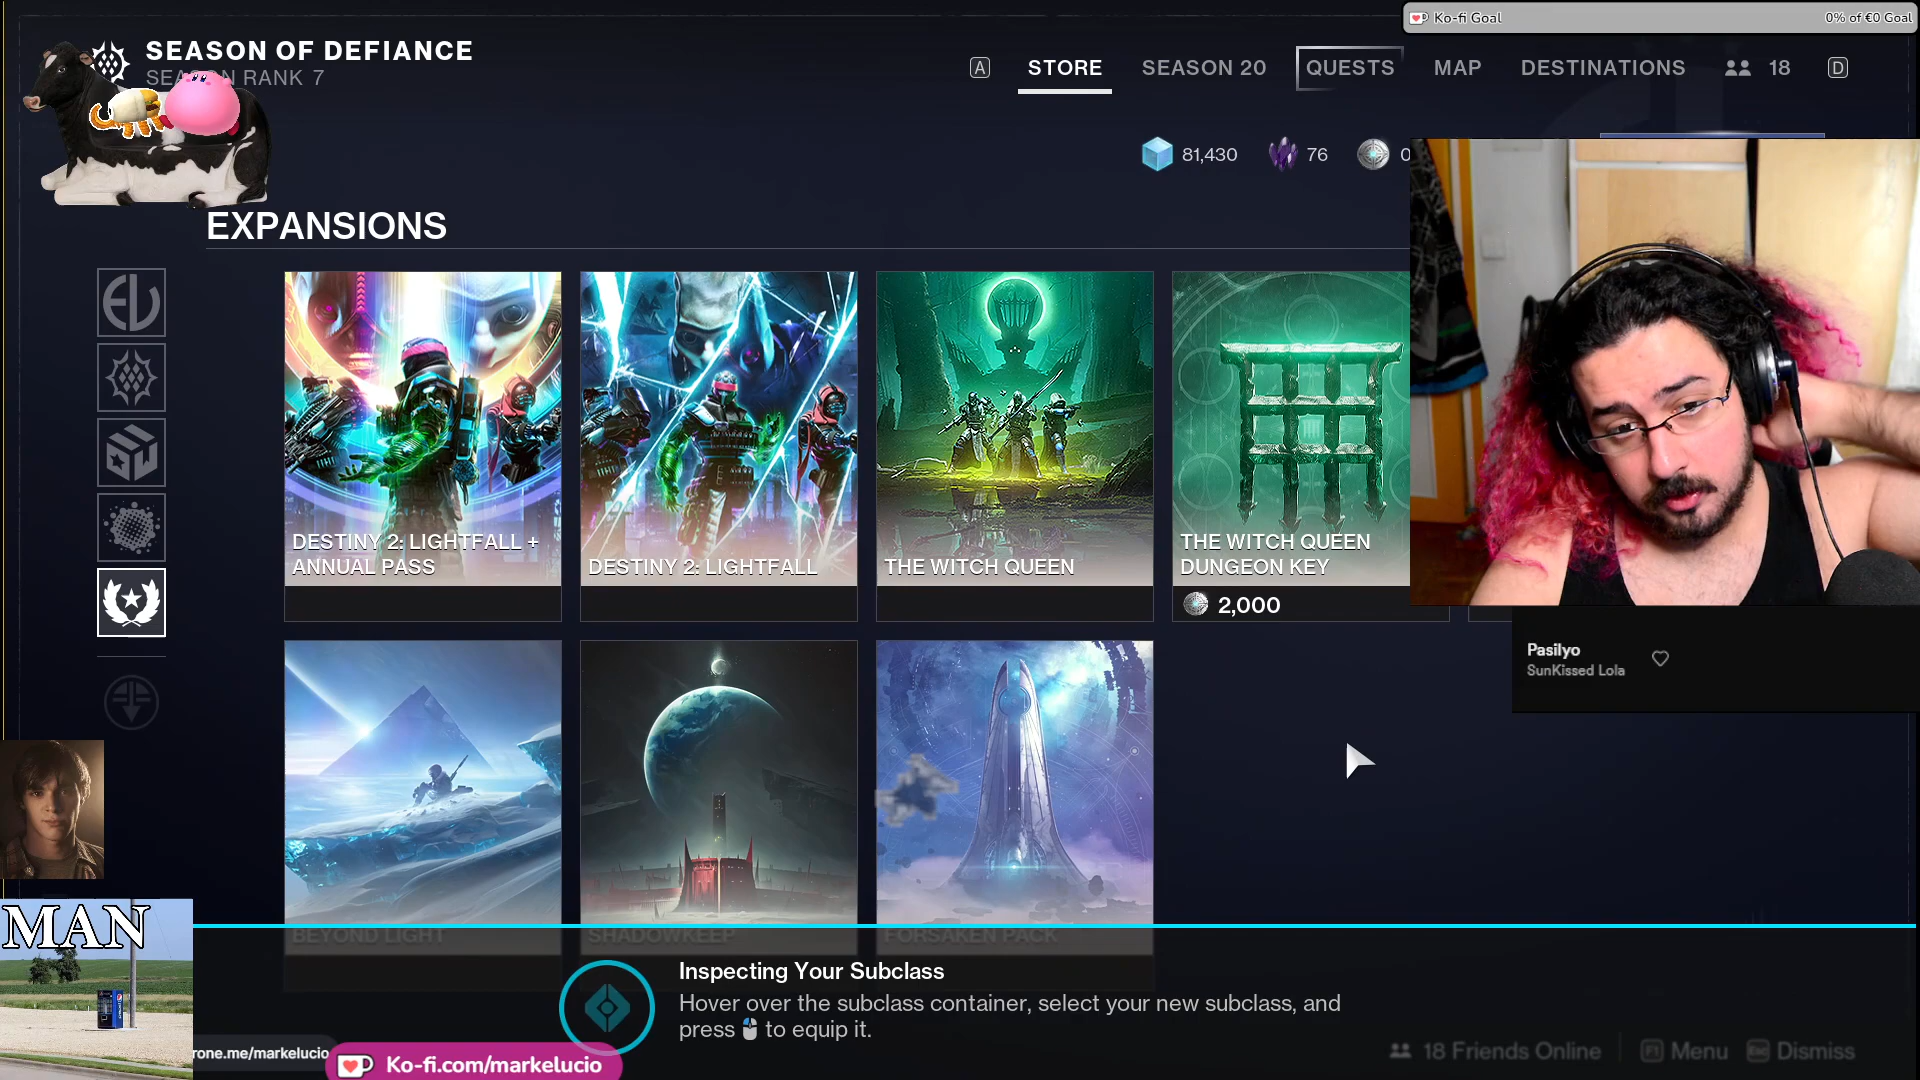 Ko-fi Goal
0% of €0 Goal
SEASON OF DEFIANCE
SEASON RANK 7
A
STORE
SEASON 20
QUESTS
MAP
DESTINATIONS
18
D
81,430
76
0
EXPANSIONS
DESTINY 2: LIGHTFALL +
ANNUAL PASS
DESTINY 2: LIGHTFALL
THE WITCH QUEEN
THE WITCH QUEEN
DUNGEON KEY
2,000
Pasilyo
SunKissed Lola
BEYOND LIGHT
SHADOWKEEP
FORSAKEN PACK
MAN
Inspecting Your Subclass
Hover over the subclass container, select your new subclass, and
press to equip it.
rone.me/markelucio
Ko-fi.com/markelucio
18 Friends Online
F1 Menu
Esc Dismiss